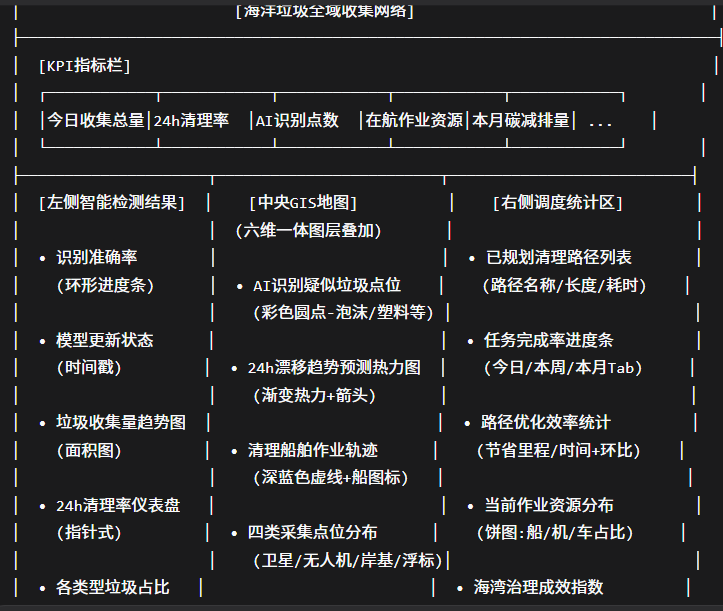 [海洋垃圾全域收集网络]
[KPI指标栏]
今日收集总量 24h清理率 AI识别点数 在航作业资源 本月碳减排量 ...
[左侧智能检测结果] [中央GIS地图] [右侧调度统计区]
(六维一体图层叠加)
• 识别准确率 • 已规划清理路径列表
(环形进度条) • AI识别疑似垃圾点位 (路径名称/长度/耗时)
(彩色圆点-泡沫/塑料等)
• 模型更新状态 • 任务完成率进度条
(时间戳) • 24h漂移趋势预测热力图 (今日/本周/本月Tab)
(渐变热力+箭头)
• 垃圾收集量趋势图 • 路径优化效率统计
(面积图) • 清理船舶作业轨迹 (节省里程/时间+环比)
(深蓝色虚线+船图标)
• 24h清理率仪表盘 • 当前作业资源分布
(指针式) • 四类采集点位分布 (饼图:船/机/车占比)
(卫星/无人机/岸基/浮标)
• 各类型垃圾占比 • 海湾治理成效指数